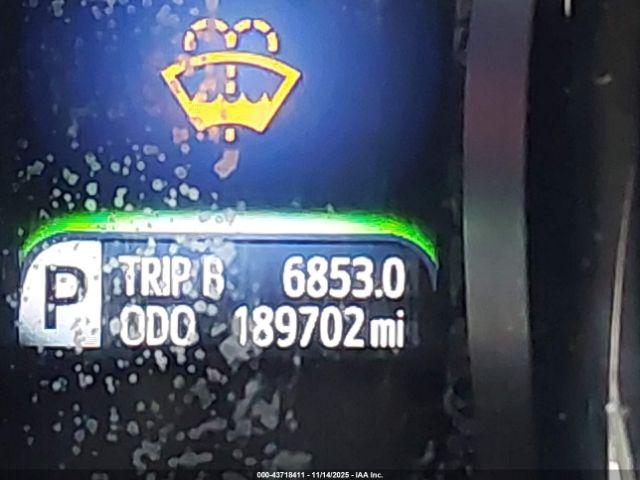 P
TRIP B 6853.0
ODO 189702 mi
000-43718411 - 11/14/2025 - IAA Inc.